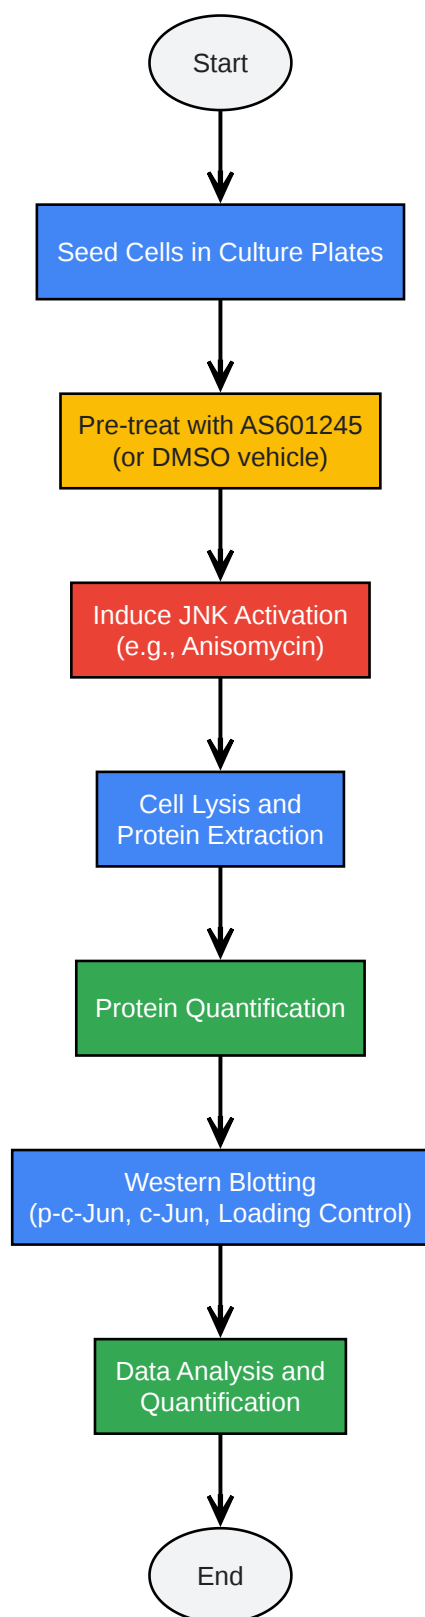 Start
Seed Cells in Culture Plates
Pre-treat with AS601245
(or DMSO vehicle)
Induce JNK Activation
(e.g., Anisomycin)
Cell Lysis and
Protein Extraction
Protein Quantification
Western Blotting
(p-c-Jun, c-Jun, Loading Control)
Data Analysis and
Quantification
End